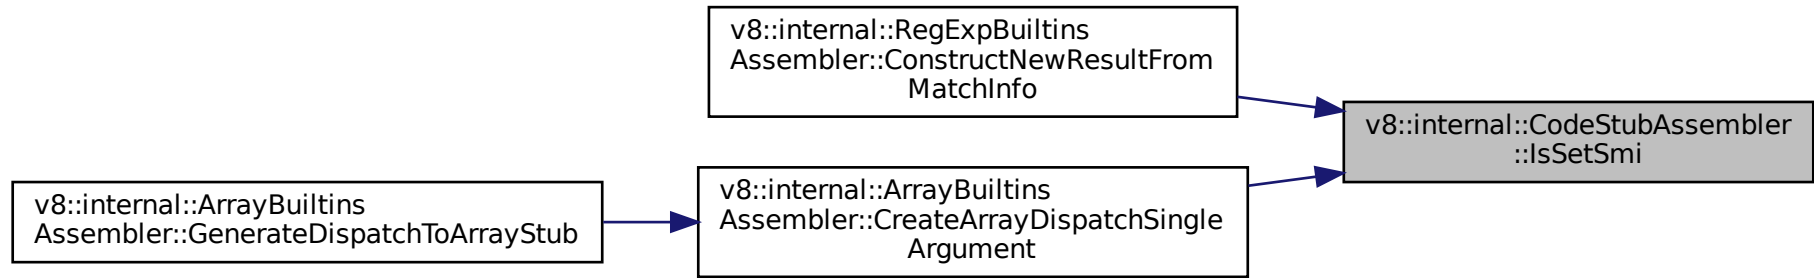 v8::internal::RegExpBuiltins
Assembler::ConstructNewResultFrom
MatchInfo
v8::internal::CodeStubAssembler
::IsSetSmi
v8::internal::ArrayBuiltins
Assembler::CreateArrayDispatchSingle
Argument
v8::internal::ArrayBuiltins
Assembler::GenerateDispatchToArrayStub